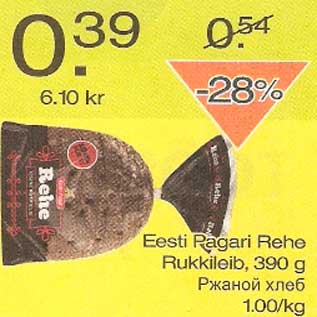 0.39
0.54
6.10 kr
-28%
Rehe
Rehe
Eesti Pagari Rehe
Rukkileib, 390 g
Ржаной хлеб
1.00/kg